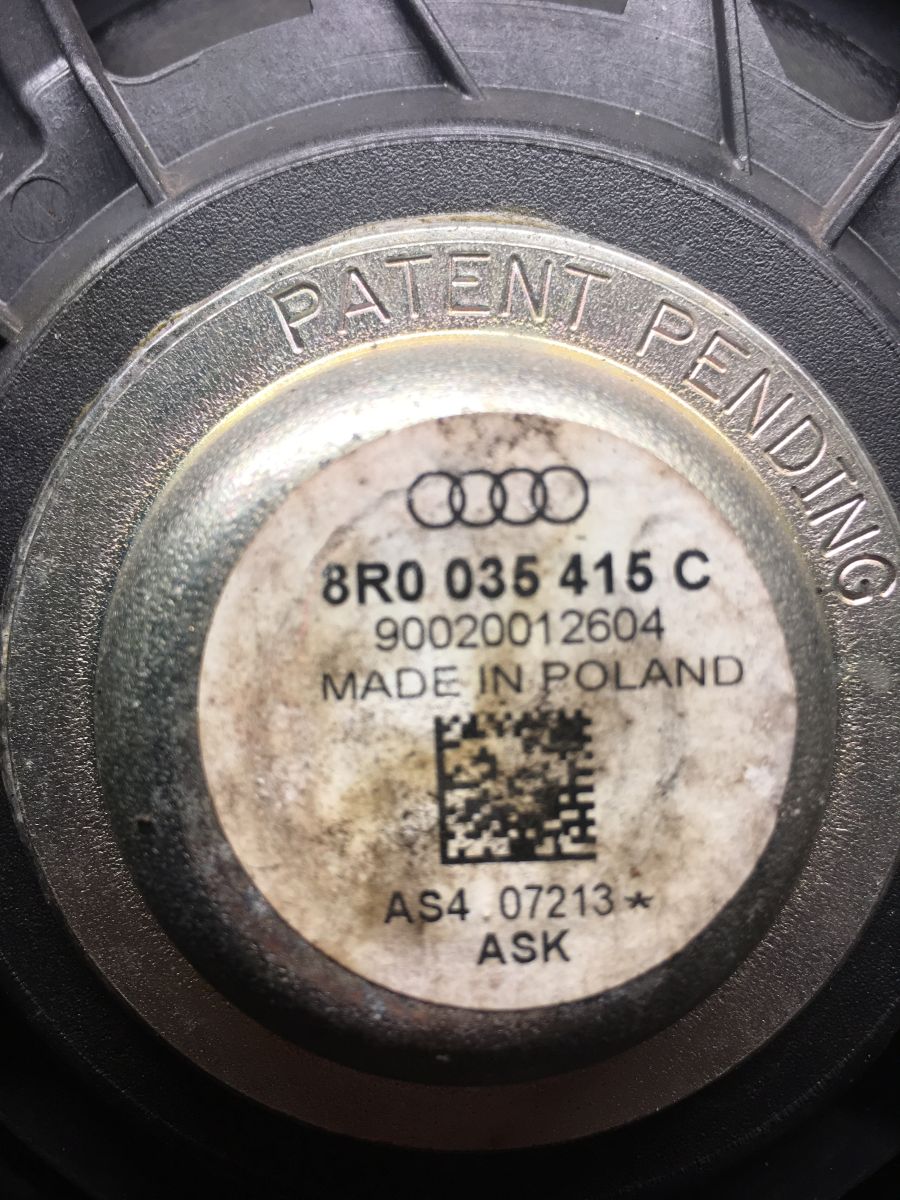 PATENT PENDING
8R0 035 415 C
90020012604
MADE IN POLAND
AS4 07213*
ASK